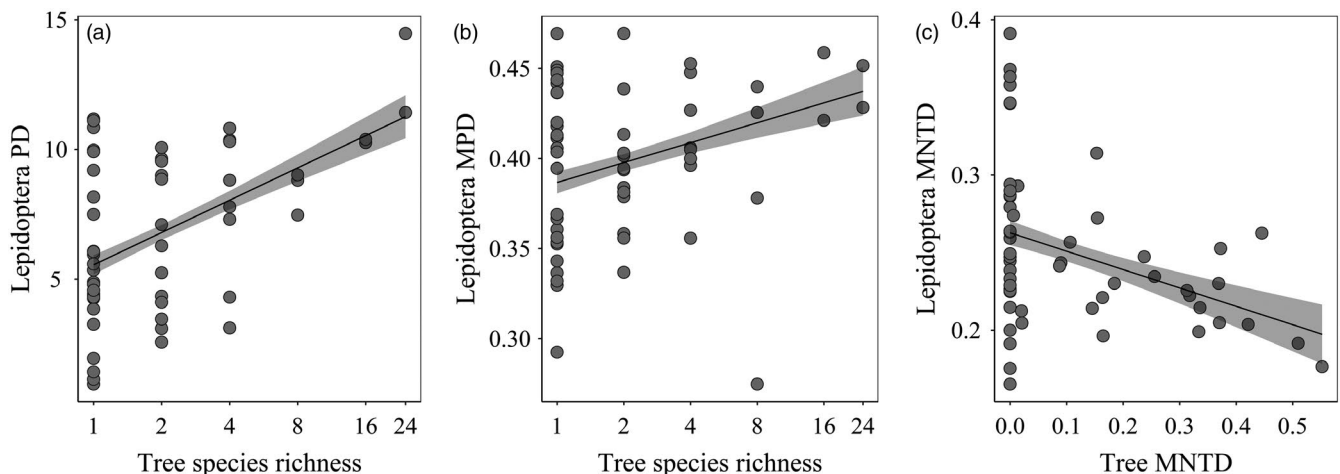 (a)
Lepidoptera PD
15
10
5
1 2 4 8 16 24
Tree species richness
(b)
Lepidoptera MPD
0.45
0.40
0.35
0.30
1 2 4 8 16 24
Tree species richness
(c)
Lepidoptera MNTD
0.4
0.3
0.2
0.0 0.1 0.2 0.3 0.4 0.5
Tree MNTD